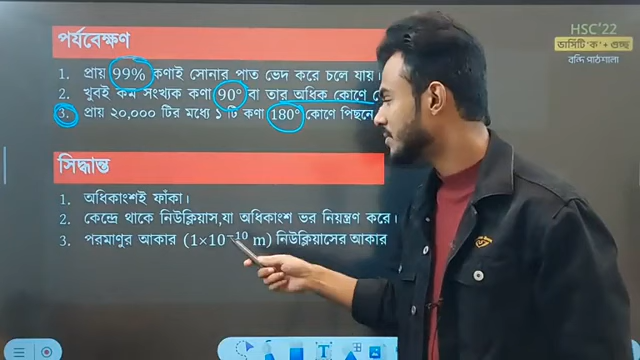 HSC'22
ভার্সিটি 'ক' + গুচ্ছ
বন্দি পাঠশালা
পর্যবেক্ষণ
1. প্রায় 99% কণাই সোনার পাত ভেদ করে চলে যায়।
2. খুবই কম সংখ্যক কণা 90° বা তার অধিক কোণে
3. প্রায় ২০,০০০ টির মধ্যে ১ টি কণা 180° কোণে পিছনে
সিদ্ধান্ত
1. অধিকাংশই ফাঁকা।
2. কেন্দ্রে থাকে নিউক্লিয়াস,যা অধিকাংশ ভর নিয়ন্ত্রণ করে।
3. পরমাণুর আকার (1×10⁻¹⁰ m) নিউক্লিয়াসের আকার